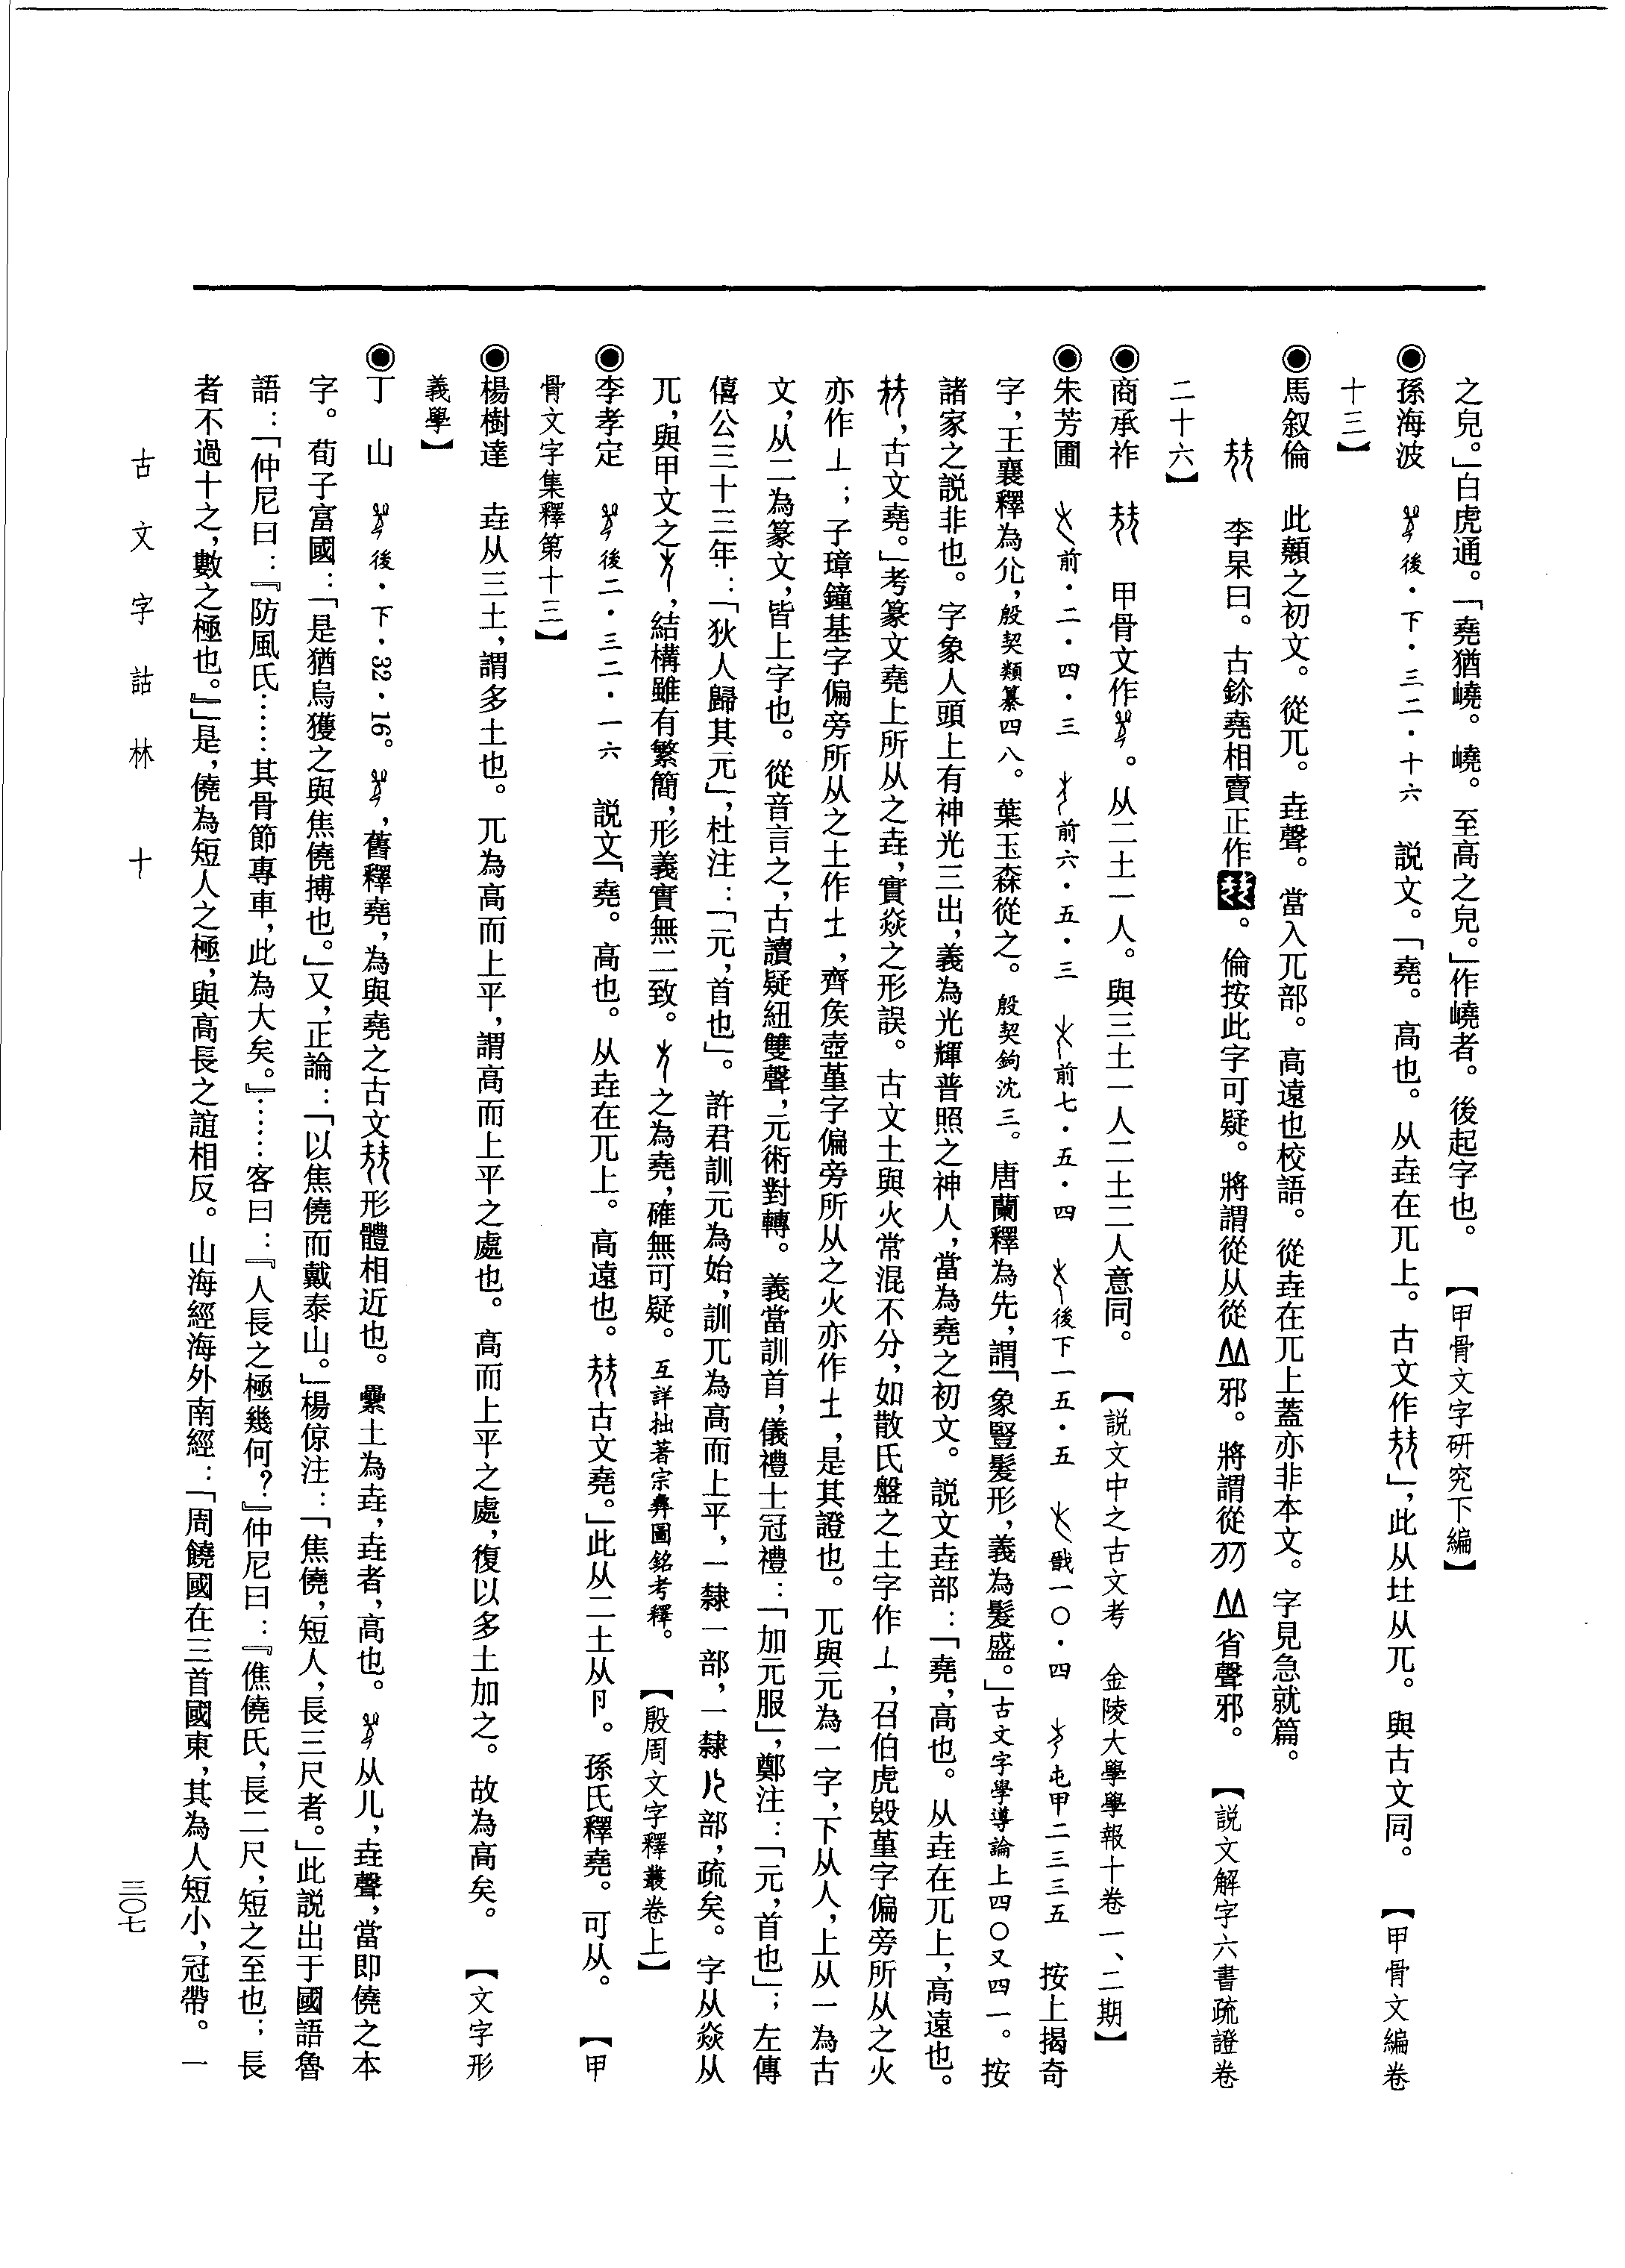 之皃。」白虎通。「堯猶嶢。嶢。至高之皃。」作嶢者。後起字也。【甲骨文字研究下編】
◉孫海波　後・下・三二・十六　説文。「堯。高也。从垚在兀上。古文作」，此从圵从兀。與古文同。【甲骨文編卷
十三】
◉馬叙倫　此顤之初文。從兀。垚聲。當入兀部。高遠也校語。從垚在兀上蓋亦非本文。字見急就篇。
李杲曰。古鉨堯相賣正作。倫按此字可疑。將謂從从從邪。將謂從省聲邪。【説文解字六書疏證卷
二十六】
◉商承祚　甲骨文作。从二土一人。與三土一人二土二人意同。【説文中之古文考　金陵大學學報十卷一、二期】
◉朱芳圃　前・二・四・三　前六・五・三　前七・五・四　後下一五・五　戩一〇・四　屯甲二三三五　按上揭奇
字，王襄釋為㕣，殷契類纂四八。葉玉森從之。殷契鉤沈三。唐蘭釋為先，謂「象豎髮形，義為髮盛。」古文字學導論上四〇又四一。按
諸家之説非也。字象人頭上有神光三出，義為光輝普照之神人，當為堯之初文。説文垚部：「堯，高也。从垚在兀上，高遠也。
，古文堯。」考篆文堯上所从之垚，實焱之形誤。古文土與火常混不分，如散氏盤之土字作，召伯虎𣪘堇字偏旁所从之火
亦作；子璋鐘基字偏旁所从之土作，齊矦壺堇字偏旁所从之火亦作，是其證也。兀與元為一字，下从人，上从一為古
文，从二為篆文，皆上字也。從音言之，古讀疑紐雙聲，元術對轉。義當訓首，儀禮士冠禮：「加元服」，鄭注：「元，首也」；左傳
僖公三十三年：「狄人歸其元」，杜注：「元，首也」。許君訓元為始，訓兀為高而上平，一隸一部，一隸儿部，疏矣。字从焱从
兀，與甲文之，結構雖有繁簡，形義實無二致。之為堯，確無可疑。互詳拙著宗彝圖銘考釋。【殷周文字釋叢卷上】
◉李孝定　後二・三二・一六　説文「堯。高也。从垚在兀上。高遠也。古文堯。」此从二土从卪。孫氏釋堯。可从。【甲
骨文字集釋第十三】
◉楊樹達　垚从三土，謂多土也。兀為高而上平，謂高而上平之處也。高而上平之處，復以多土加之。故為高矣。【文字形
義學】
◉丁　山　後・下・32・16。，舊釋堯，為與堯之古文形體相近也。纍土為垚，垚者，高也。从儿，垚聲，當即僥之本
字。荀子富國：「是猶烏獲之與焦僥搏也。」又，正論：「以焦僥而戴泰山。」楊倞注：「焦僥，短人，長三尺者。」此説出于國語魯
語：「仲尼曰：『防風氏……其骨節專車，此為大矣。』……客曰：『人長之極幾何？』仲尼曰：『僬僥氏，長三尺，短之至也；長
者不過十之，數之極也。』」是，僥為短人之極，與高長之誼相反。山海經海外南經：「周饒國在三首國東，其為人短小，冠帶。一
古文字詁林　十
三〇七